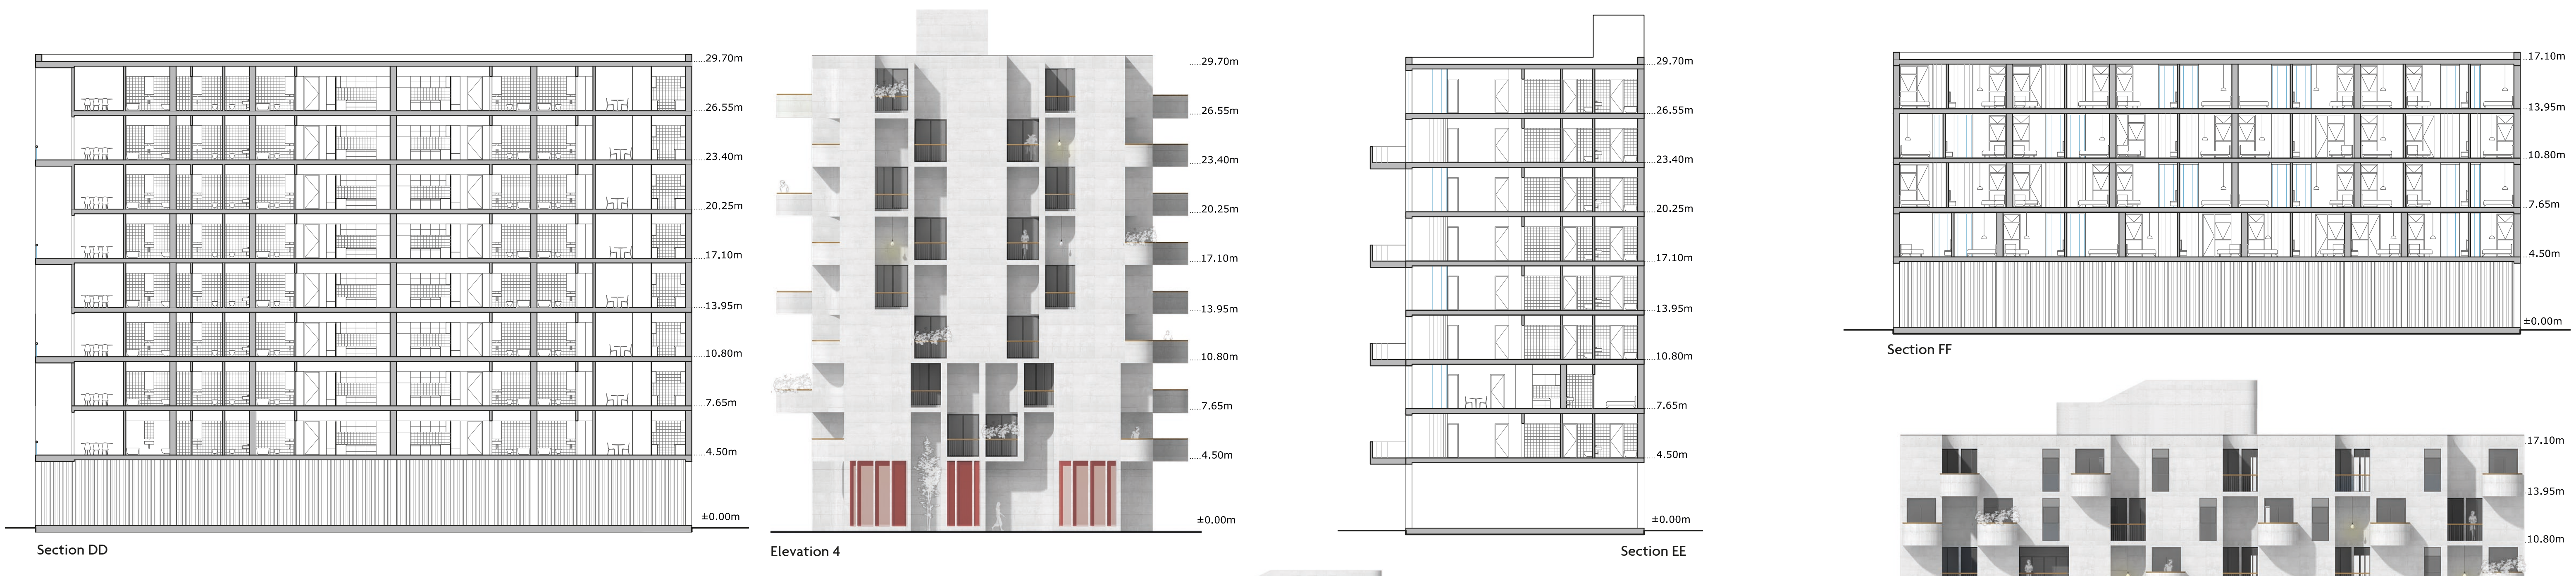 .....29.70m
.....26.55m
.....23.40m
.....20.25m
.....17.10m
.....13.95m
.....10.80m
.....7.65m
.....4.50m
±0.00m
Section DD
.....29.70m
.....26.55m
.....23.40m
.....20.25m
.....17.10m
.....13.95m
.....10.80m
.....7.65m
.....4.50m
.....±0.00m
Elevation 4
.....29.70m
.....26.55m
.....23.40m
.....20.25m
.....17.10m
.....13.95m
.....10.80m
.....7.65m
.....4.50m
.....±0.00m
Section EE
.....17.10m
.....13.95m
.....10.80m
.....7.65m
.....4.50m
±0.00m
Section FF
.....17.10m
.....13.95m
.....10.80m